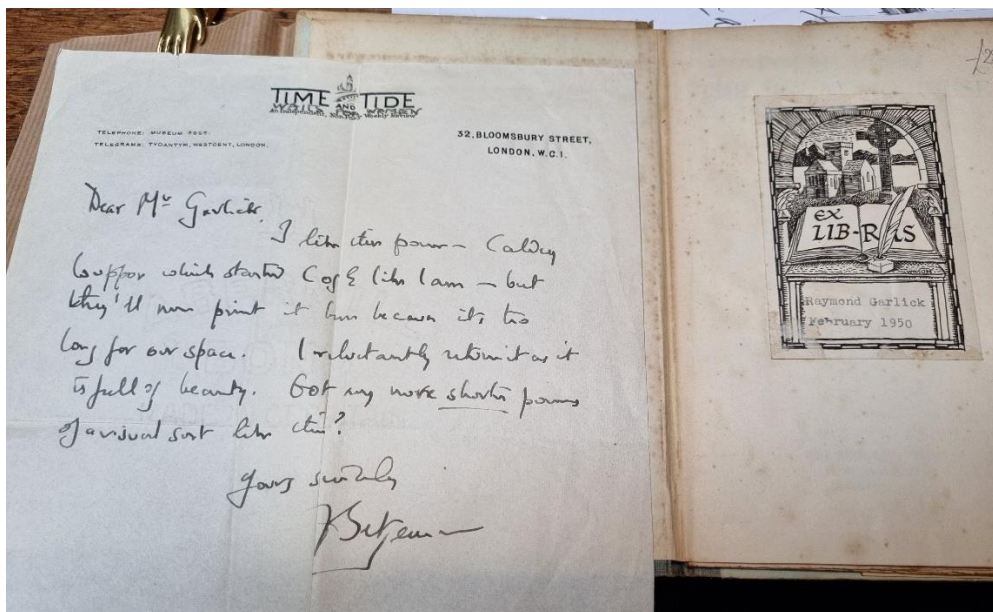 TIME AND TIDE
TELEPHONE: MUSEUM
TELEGRAMS: TYDANTYM, WESTCENT, LONDON.
32, BLOOMSBURY STREET,
LONDON, W.C.1.
Dear Mr Garlick,
I like this poem – Caldey
which started C of E like I am – but
they'll never print it here because it's too
long for our space. I reluctantly return it as it
is full of beauty. Got any more shorter poems
of a visual sort like this?
Yours sincerely
J Betjeman
EX
LIB-RIS
Raymond Garlick
February 1950